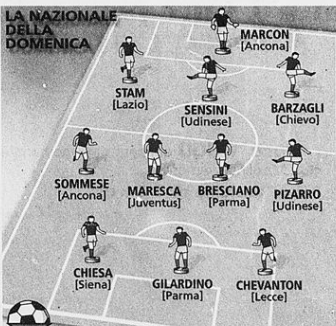 LA NAZIONALE
DELLA
DOMENICA
MARCON
[Ancona]
STAM
[Lazio]
SENSINI
[Udinese]
BARZAGLI
[Chievo]
SOMMESE
[Ancona]
MARESCA
[Juventus]
BRESCIANO
[Parma]
PIZARRO
[Udinese]
CHIESA
[Siena]
GILARDINO
[Parma]
CHEVANTON
[Lecce]